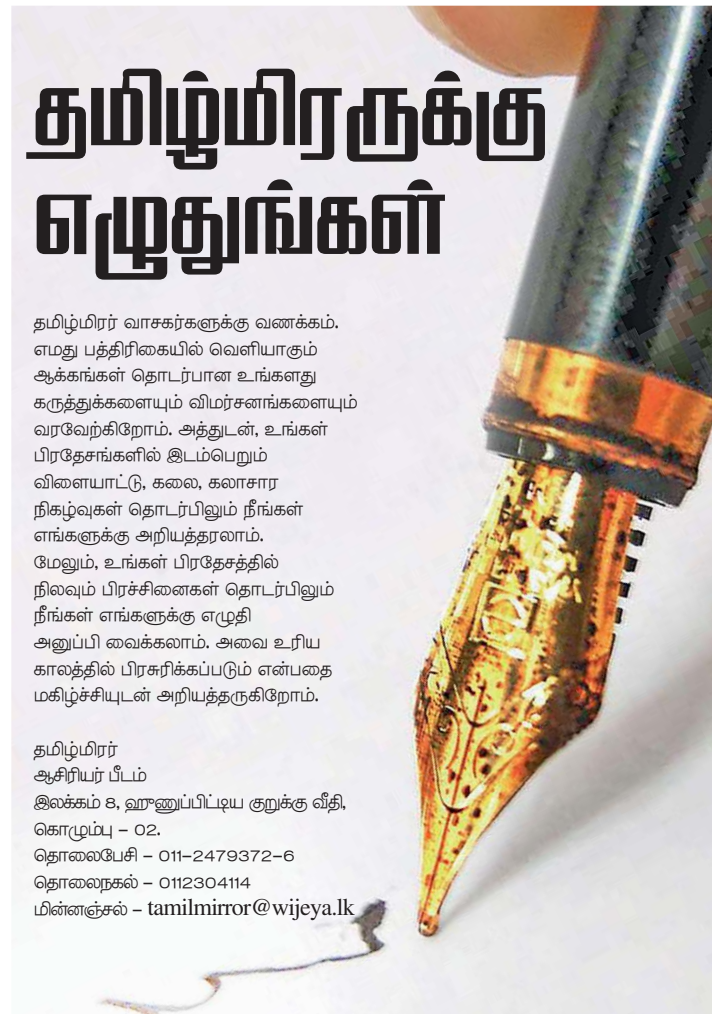 தமிழ்மிரருக்கு
எழுதுங்கள்
தமிழ்மிரர் வாசகர்களுக்கு வணக்கம்.
எமது பத்திரிகையில் வெளியாகும்
ஆக்கங்கள் தொடர்பான உங்களது
கருத்துக்களையும் விமர்சனங்களையும்
வரவேற்கிறோம். அத்துடன், உங்கள்
பிரதேசங்களில் இடம்பெறும்
விளையாட்டு, கலை, கலாசார
நிகழ்வுகள் தொடர்பிலும் நீங்கள்
எங்களுக்கு அறியத்தரலாம்.
மேலும், உங்கள் பிரதேசத்தில்
நிலவும் பிரச்சினைகள் தொடர்பிலும்
நீங்கள் எங்களுக்கு எழுதி
அனுப்பி வைக்கலாம். அவை உரிய
காலத்தில் பிரசுரிக்கப்படும் என்பதை
மகிழ்ச்சியுடன் அறியத்தருகிறோம்.
தமிழ்மிரர்
ஆசிரியர் பீடம்
இலக்கம் 8, ஹுணுப்பிட்டிய குறுக்கு வீதி,
கொழும்பு – 02.
தொலைபேசி – 011–2479372–6
தொலைநகல் – 0112304114
மின்னஞ்சல் – tamilmirror@wijeya.lk